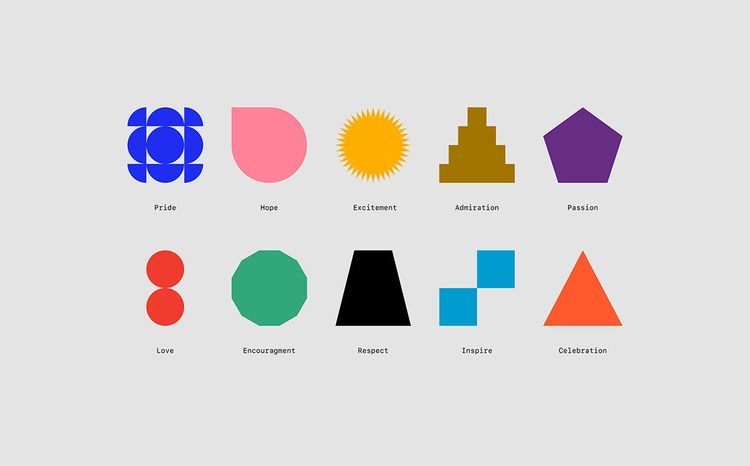 Pride Hope Excitement Admiration Passion
Love Encouragment Respect Inspire Celebration